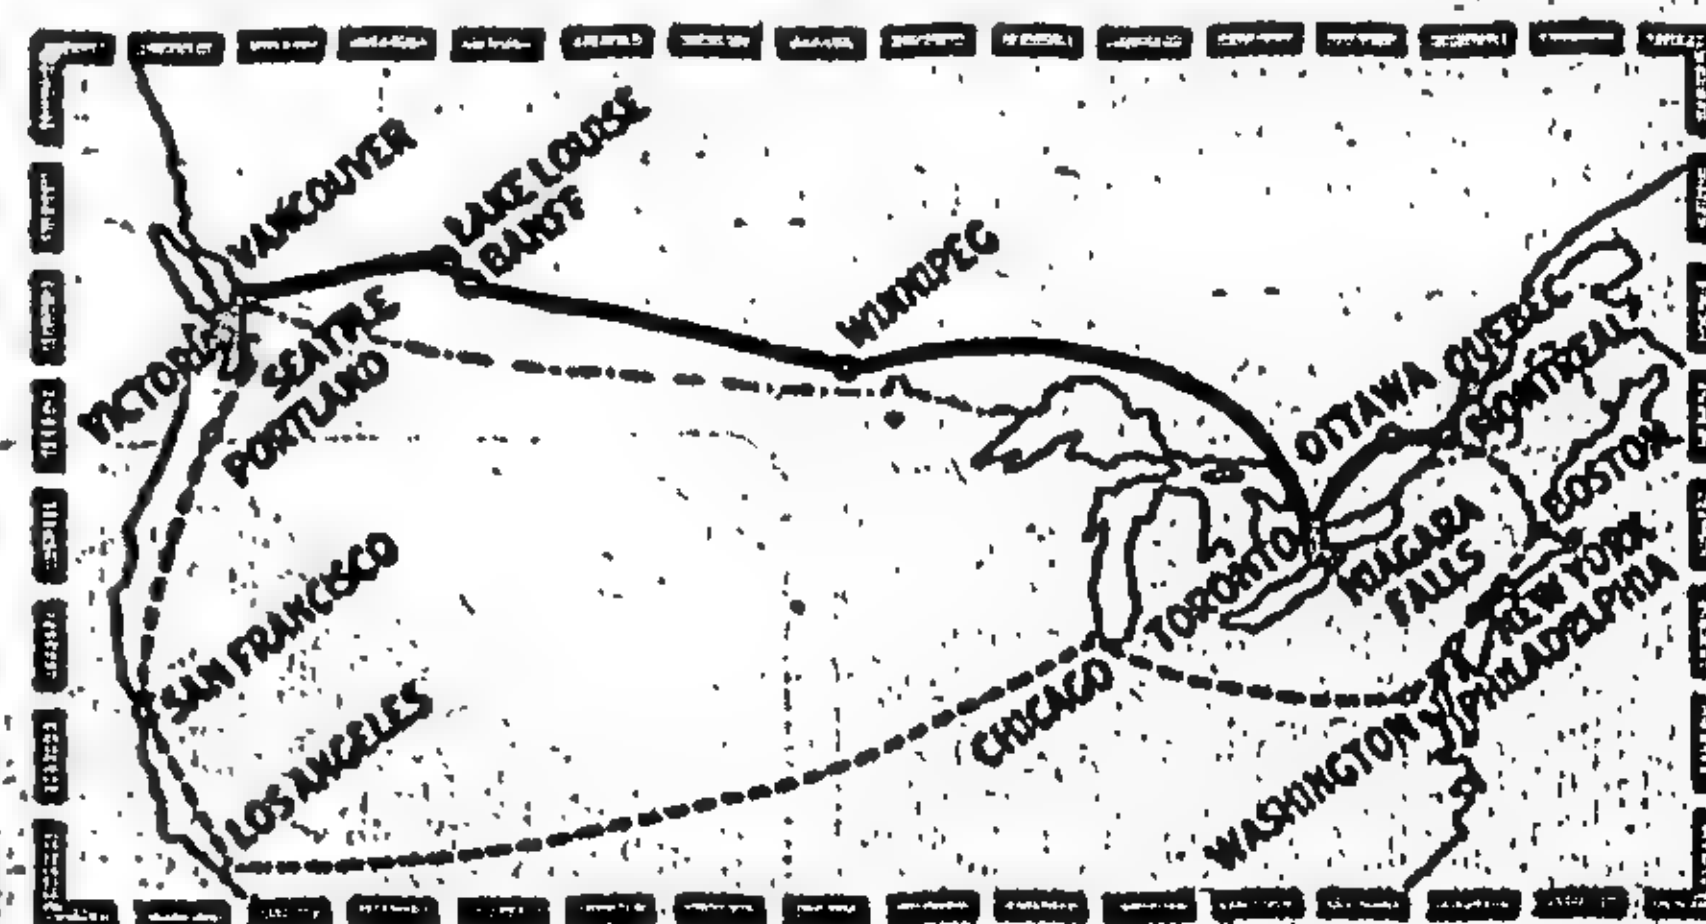 VANCOUVER
LAKE LOUISE
BANFF
WINNIPEG
VICTORIA
SEATTLE
PORTLAND
OTTAWA
QUEBEC
MONTREAL
BOSTON
NIAGARA
FALLS
TORONTO
NEW YORK
PHILADELPHIA
SAN FRANCISCO
CHICAGO
LOS ANGELES
WASHINGTON